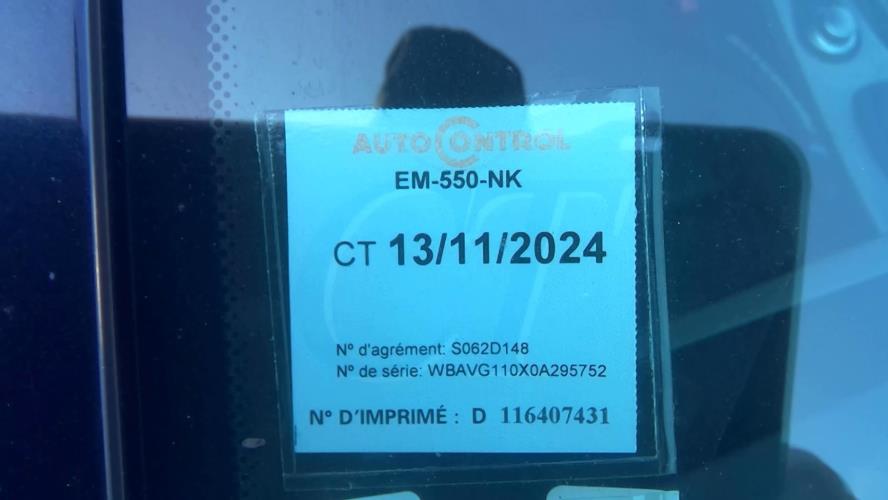 AUTOCONTROL
EM-550-NK
CT 13/11/2024
N° d'agrément: S062D148
N° de série: WBAVG110X0A295752
N° D'IMPRIMÉ : D 116407431